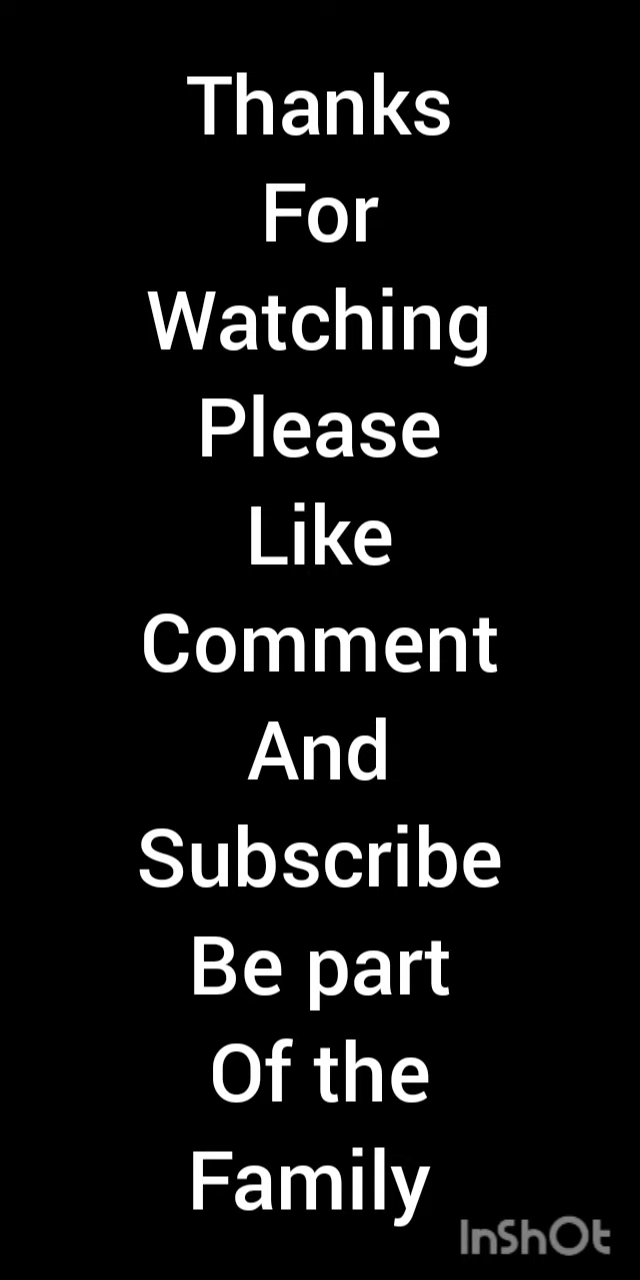 Thanks
For
Watching
Please
Like
Comment
And
Subscribe
Be part
Of the
Family
InShOt